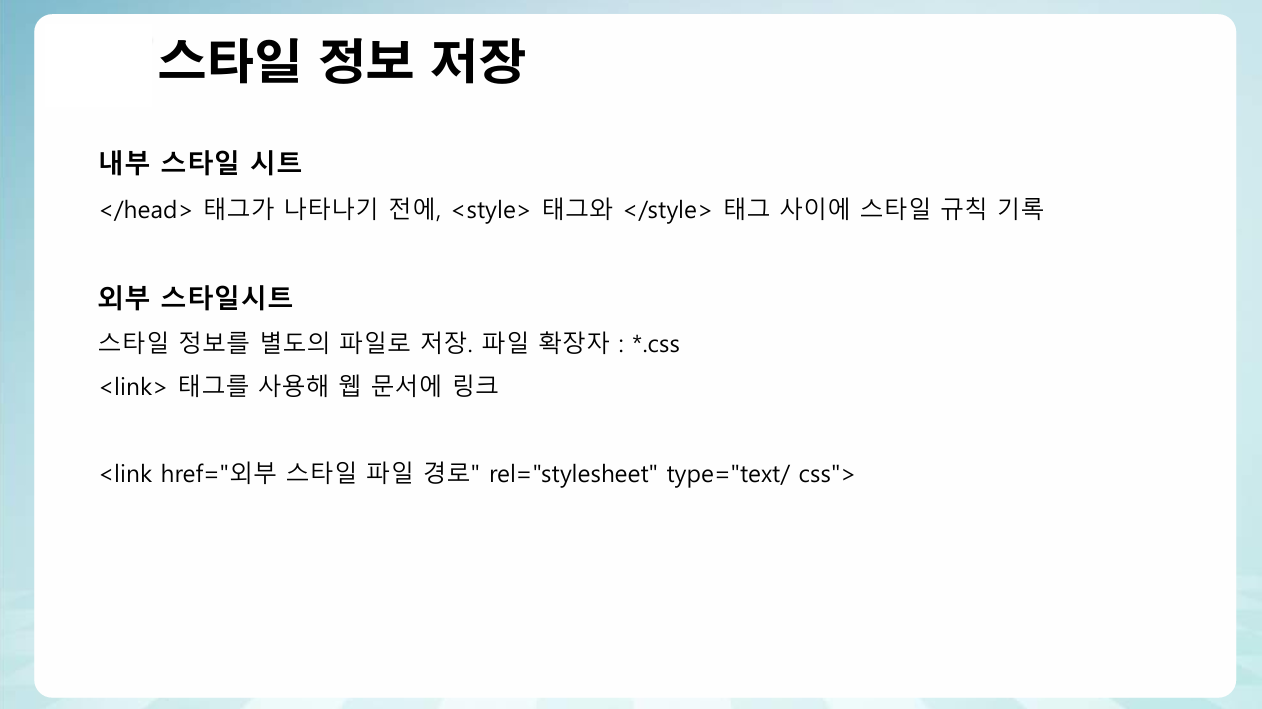 스타일 정보 저장
내부 스타일 시트
</head> 태그가 나타나기 전에, <style> 태그와 </style> 태그 사이에 스타일 규칙 기록
외부 스타일시트
스타일 정보를 별도의 파일로 저장. 파일 확장자 : *.css
<link> 태그를 사용해 웹 문서에 링크
<link href="외부 스타일 파일 경로" rel="stylesheet" type="text/ css">